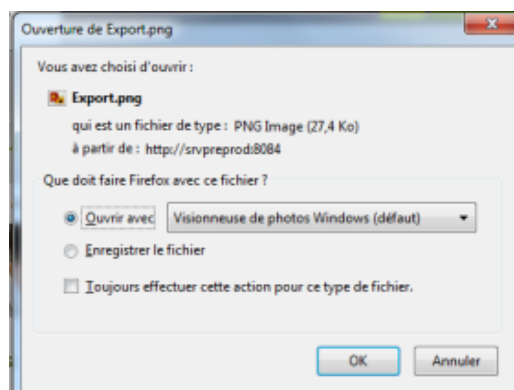 Ouverture de Export.png
Vous avez choisi d'ouvrir :
Export.png
qui est un fichier de type : PNG Image (27,4 Ko)
à partir de : http://srvpreprod:8084
Que doit faire Firefox avec ce fichier ?
Ouvrir avec Visionneuse de photos Windows (défaut)
Enregistrer le fichier
Toujours effectuer cette action pour ce type de fichier.
OK Annuler